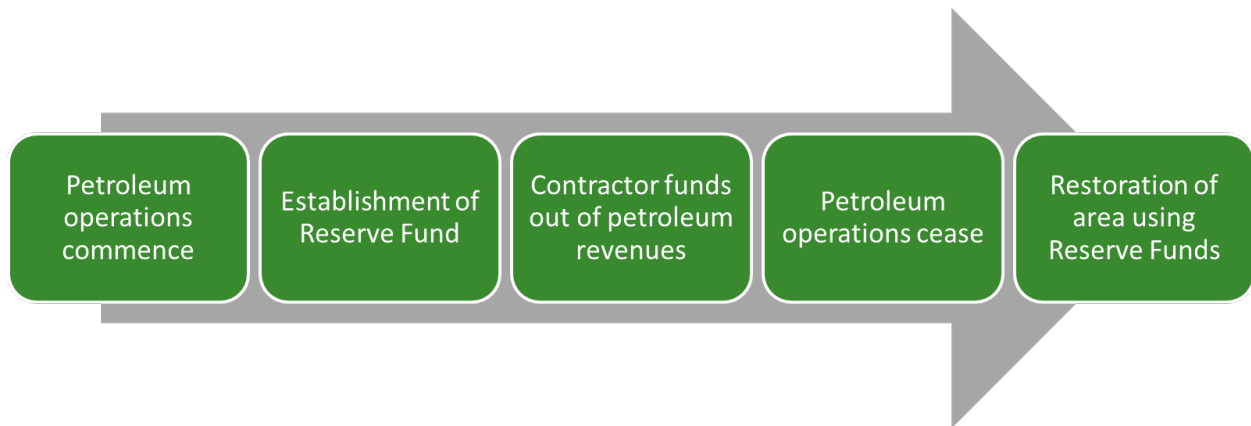 Petroleum
operations
commence
Establishment of
Reserve Fund
Contractor funds
out of petroleum
revenues
Petroleum
operations cease
Restoration of
area using
Reserve Funds